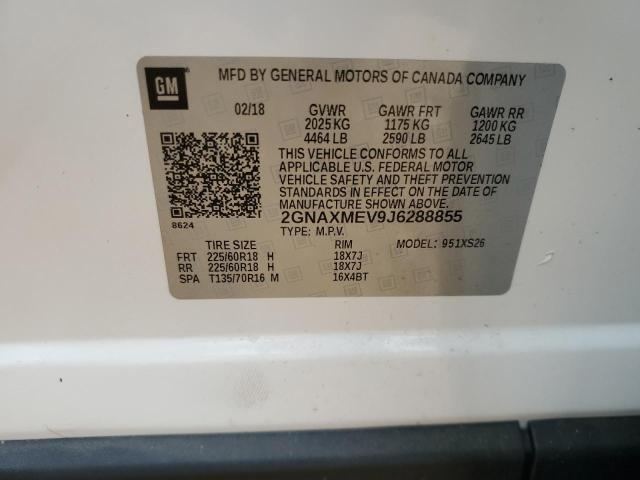 GM
MFD BY GENERAL MOTORS OF CANADA COMPANY
02/18 GVWR GAWR FRT GAWR RR
2025 KG 1175 KG 1200 KG
4464 LB 2590 LB 2645 LB
THIS VEHICLE CONFORMS TO ALL
APPLICABLE U.S. FEDERAL MOTOR
VEHICLE SAFETY AND THEFT PREVENTION
STANDARDS IN EFFECT ON THE DATE OF
MANUFACTURE SHOWN ABOVE.
8624
2GNAXMEV9J6288855
TYPE: M.P.V. MODEL: 951XS26
TIRE SIZE RIM
FRT 225/60R18 H 18X7J
RR 225/60R18 H 18X7J
SPA T135/70R16 M 16X4BT